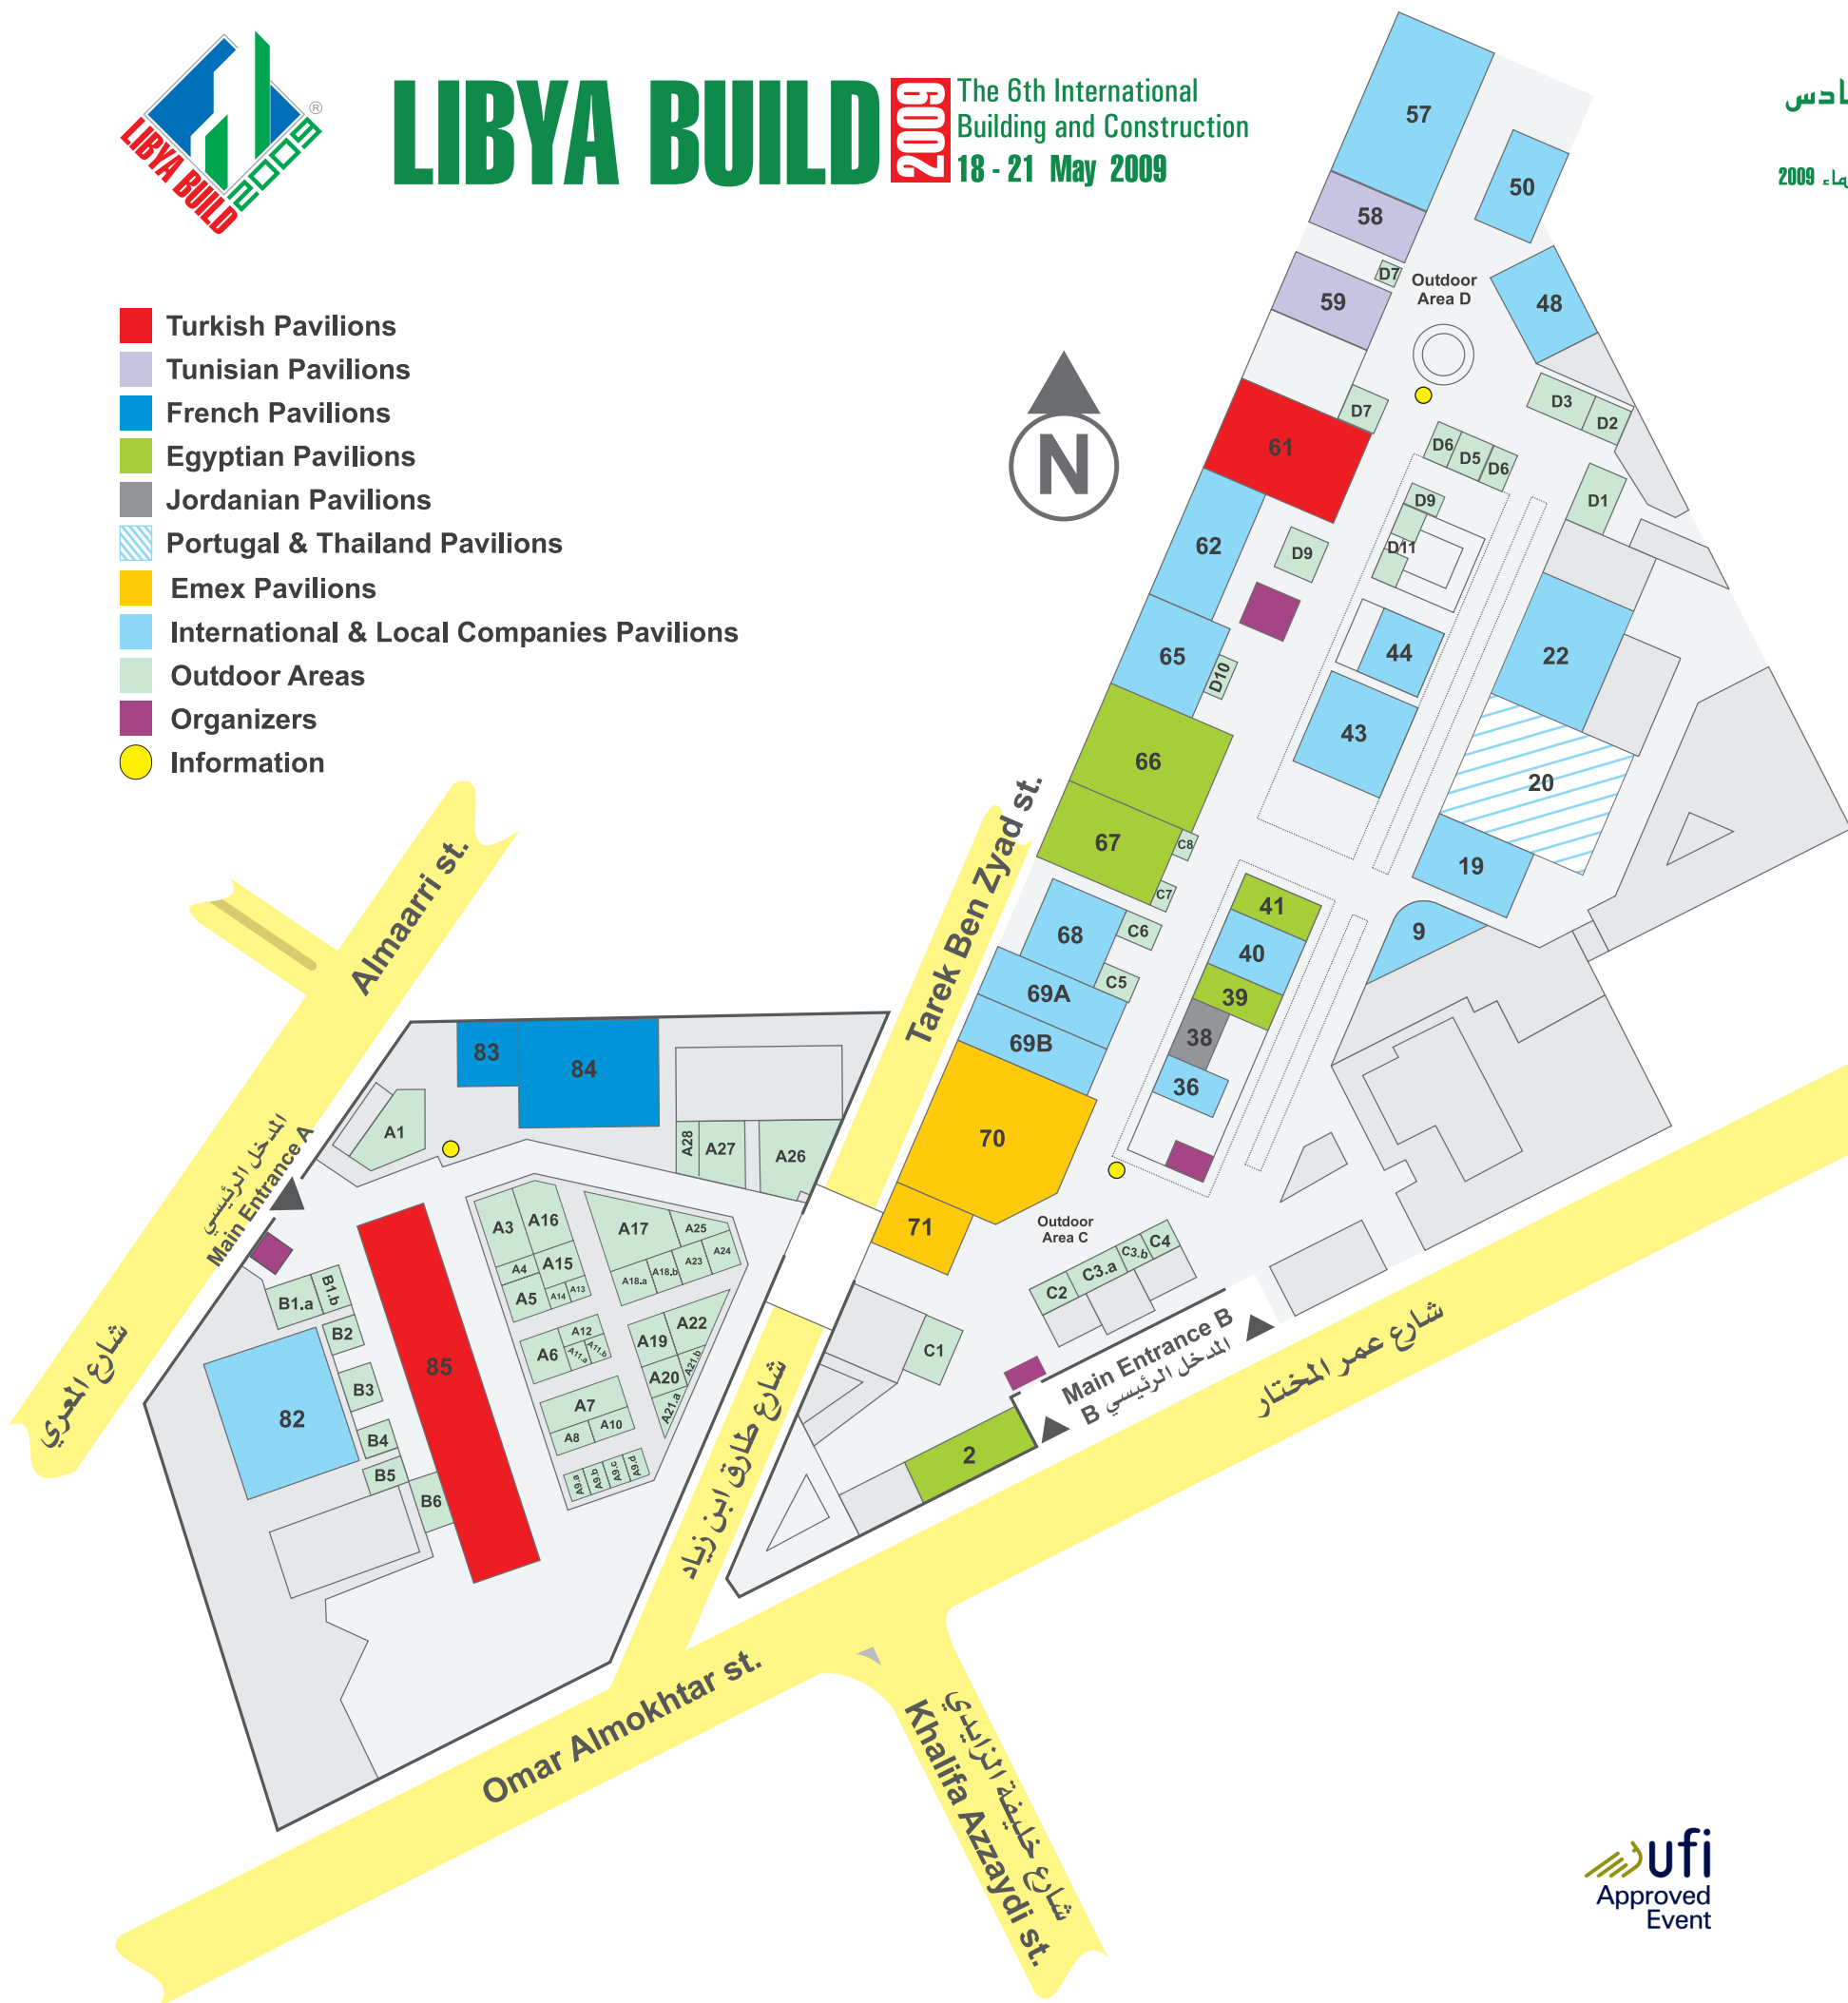 LIBYA BUILD
2009
LIBYA BUILD 2009
The 6th International
Building and Construction
18 - 21 May 2009
2009
Turkish Pavilions
Tunisian Pavilions
French Pavilions
Egyptian Pavilions
Jordanian Pavilions
Portugal & Thailand Pavilions
Emex Pavilions
International & Local Companies Pavilions
Outdoor Areas
Organizers
Information
N
57
50
58
D7
Outdoor
Area D
59
48
D7
D3
D2
61
D6
D5
D6
D9
D1
62
D9
D11
44
22
65
D10
43
66
20
67
C8
19
C7
41
68
C6
9
40
69A
C5
39
69B
38
36
70
71
Outdoor
Area C
C2
C3.a
C3.b
C4
C1
2
Main Entrance B
المدخل الرئيسي B
Almaarri st.
شارع المعري
المدخل الرئيسي
Main Entrance A
Tarek Ben Zyad st.
شارع طارق ابن زياد
Omar Almokhtar st.
شارع عمر المختار
شارع خليفة الزايدي
Khalifa Azzaydi st.
83
84
A1
A28
A27
A26
A3
A16
A17
A25
A4
A15
A18.a
A18.b
A23
A24
A5
A14
A13
A12
A6
A11.a
A11.b
A19
A22
A20
A21.b
A21.a
A7
A8
A10
A9.a
A9.b
A9.c
A9.d
B1.a
B1.b
B2
B3
B4
B5
B6
82
85
ufi
Approved
Event